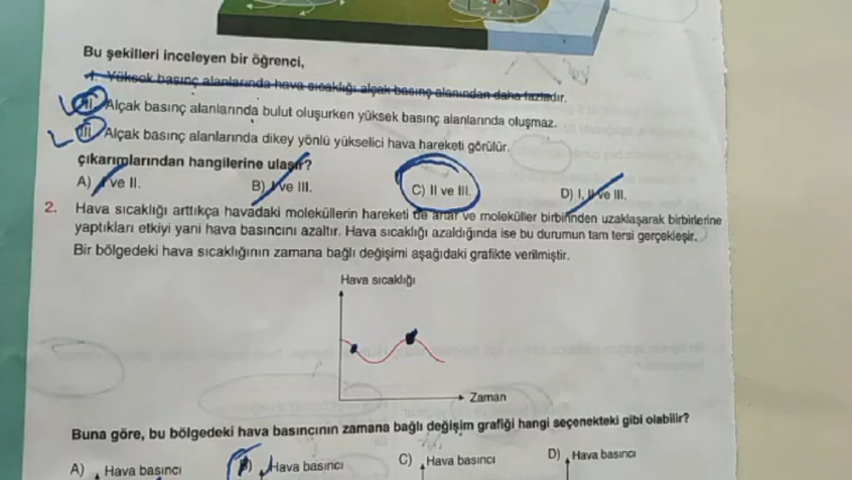 Bu şekilleri inceleyen bir öğrenci,
I. Yüksek basınç alanlarında hava sıcaklığı alçak basınç alanından daha fazladır.
II. Alçak basınç alanlarında bulut oluşurken yüksek basınç alanlarında oluşmaz.
III. Alçak basınç alanlarında dikey yönlü yükselici hava hareketi görülür.
çıkarımlarından hangilerine ulaşır?
A) I ve II. B) I ve III. C) II ve III. D) I, II ve III.
2. Hava sıcaklığı arttıkça havadaki moleküllerin hareketi de artar ve moleküller birbirinden uzaklaşarak birbirlerine
yaptıkları etkiyi yani hava basıncını azaltır. Hava sıcaklığı azaldığında ise bu durumun tam tersi gerçekleşir.
Bir bölgedeki hava sıcaklığının zamana bağlı değişimi aşağıdaki grafikte verilmiştir.
Hava sıcaklığı
Zaman
Buna göre, bu bölgedeki hava basıncının zamana bağlı değişim grafiği hangi seçenekteki gibi olabilir?
A) Hava basıncı B) Hava basıncı C) Hava basıncı D) Hava basıncı